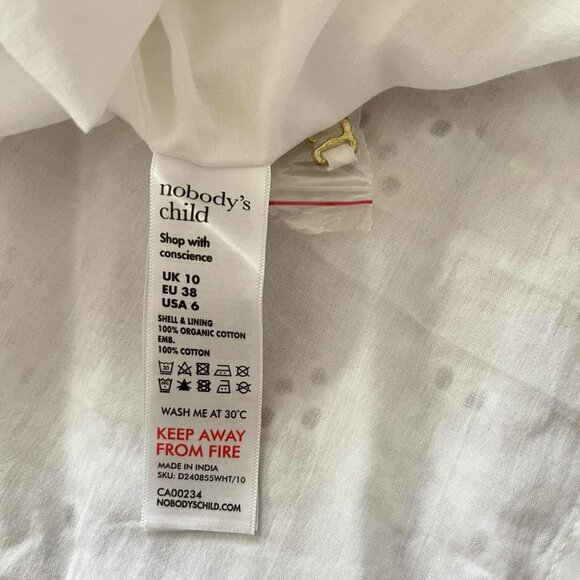 nobody's
child
Shop with
conscience
UK 10
EU 38
USA 6
SHELL & LINING
100% ORGANIC COTTON
EMB.
100% COTTON
WASH ME AT 30°C
KEEP AWAY
FROM FIRE
MADE IN INDIA
SKU: D240855WHT/10
CA00234
NOBODYSCHILD.COM